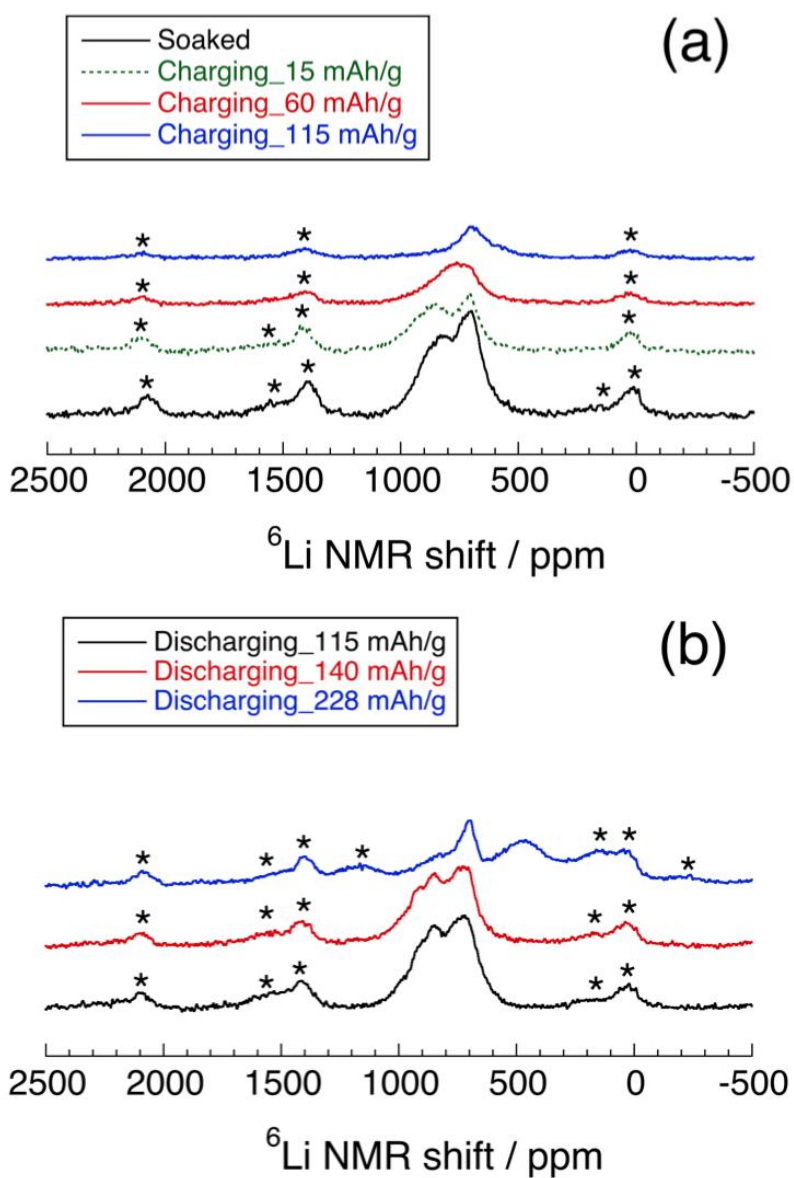 Soaked
Charging_15 mAh/g
Charging_60 mAh/g
Charging_115 mAh/g
(a)
* * *
* * *
* * * *
* * * * *
2500 2000 1500 1000 500 0 -500
⁶Li NMR shift / ppm
Discharging_115 mAh/g
Discharging_140 mAh/g
Discharging_228 mAh/g
(b)
* * * * * * *
* * * * *
* * * * *
2500 2000 1500 1000 500 0 -500
⁶Li NMR shift / ppm